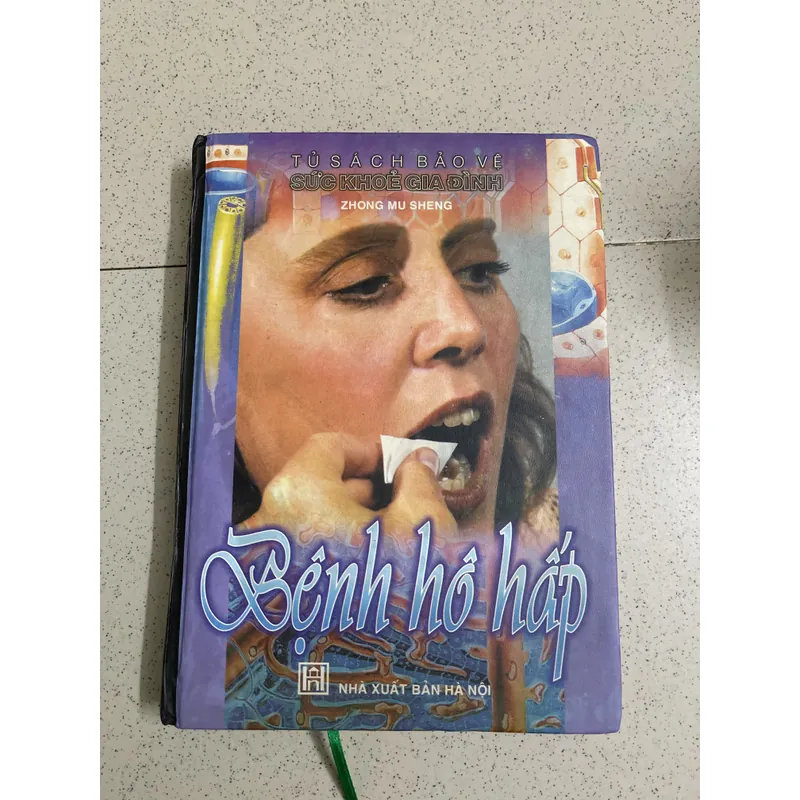 TỦ SÁCH BẢO VỆ
SỨC KHOẺ GIA ĐÌNH
ZHONG MU SHENG
Bệnh hô hấp
NHÀ XUẤT BẢN HÀ NỘI